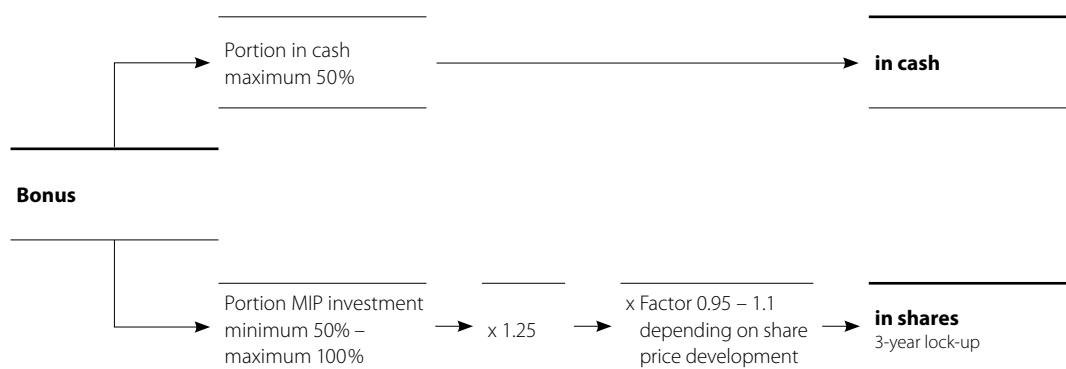 Portion in cash
maximum 50%
in cash
Bonus
Portion MIP investment
minimum 50% –
maximum 100%
x 1.25
x Factor 0.95 – 1.1
depending on share
price development
in shares
3-year lock-up